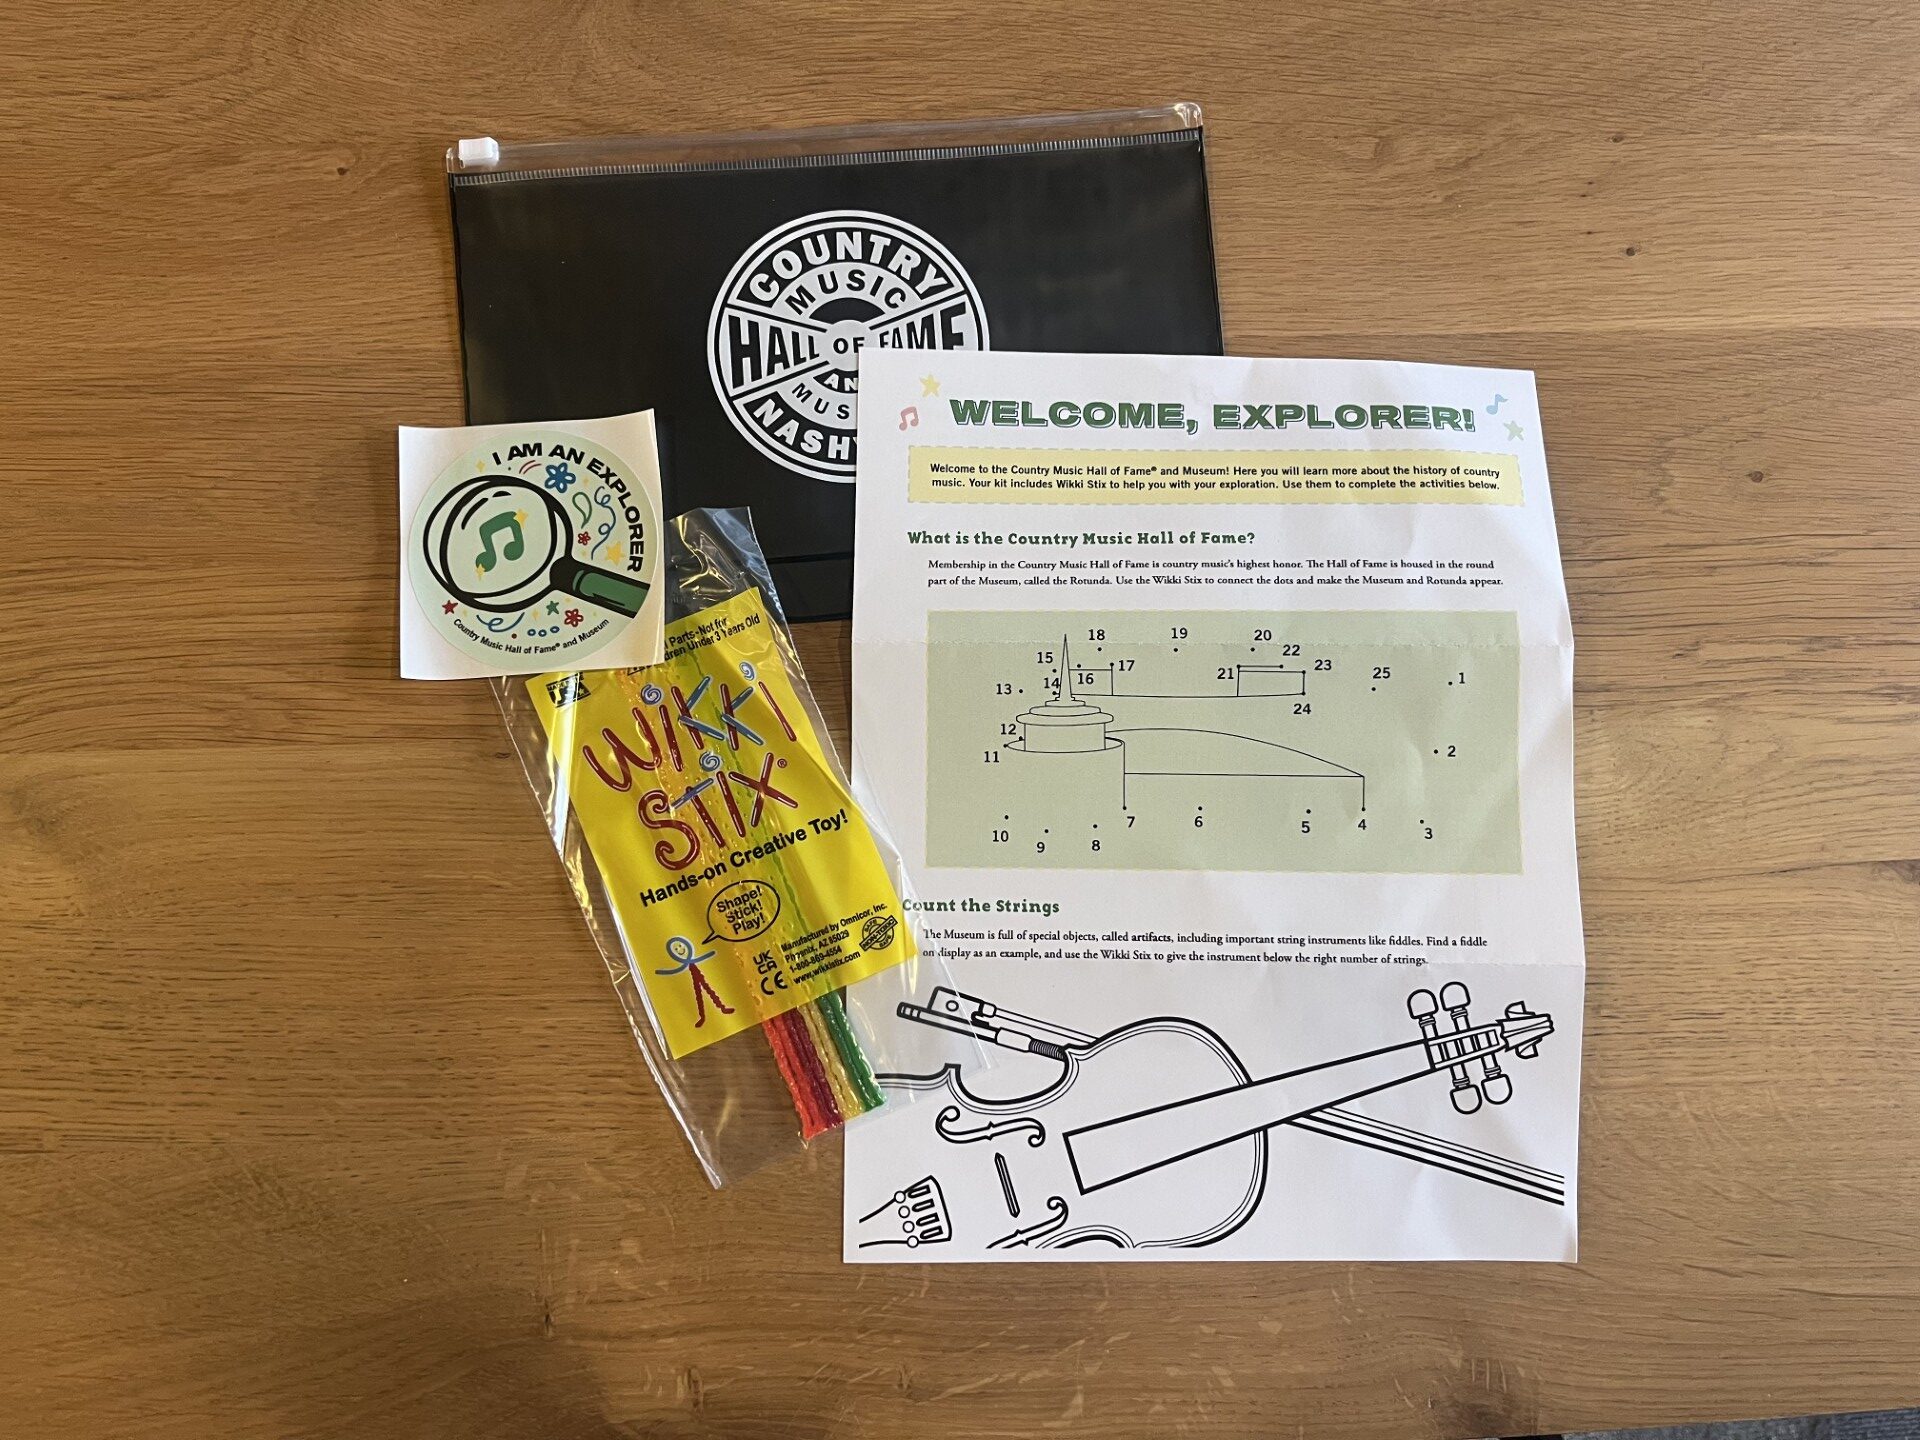 COUNTRY
MUSIC
HALL OF FAME
I AM AN EXPLORER
Country Music Hall of Fame® and Museum
Parts-Not for
Under 3 Years Old
USA
Wikki
Stix®
Hands-on Creative Toy!
Shape!
Stick!
Play!
Manufactured by Omnicor, Inc.
Phoenix, AZ 85029
1-800-869-4554
www.wikkistix.com
UK
CA
CE
NON-TOXIC
WELCOME, EXPLORER!
Welcome to the Country Music Hall of Fame® and Museum! Here you will learn more about the history of country
music. Your kit includes Wikki Stix to help you with your exploration. Use them to complete the activities below.
What is the Country Music Hall of Fame?
Membership in the Country Music Hall of Fame is country music's highest honor. The Hall of Fame is housed in the round
part of the Museum, called the Rotunda. Use the Wikki Stix to connect the dots and make the Museum and Rotunda appear.
18 19 20
15 17 22 23
13 14 16 21 25 1
24
12
11 2
10 9 8 7 6 5 4 3
Count the Strings
The Museum is full of special objects, called artifacts, including important string instruments like fiddles. Find a fiddle
on display as an example, and use the Wikki Stix to give the instrument below the right number of strings.